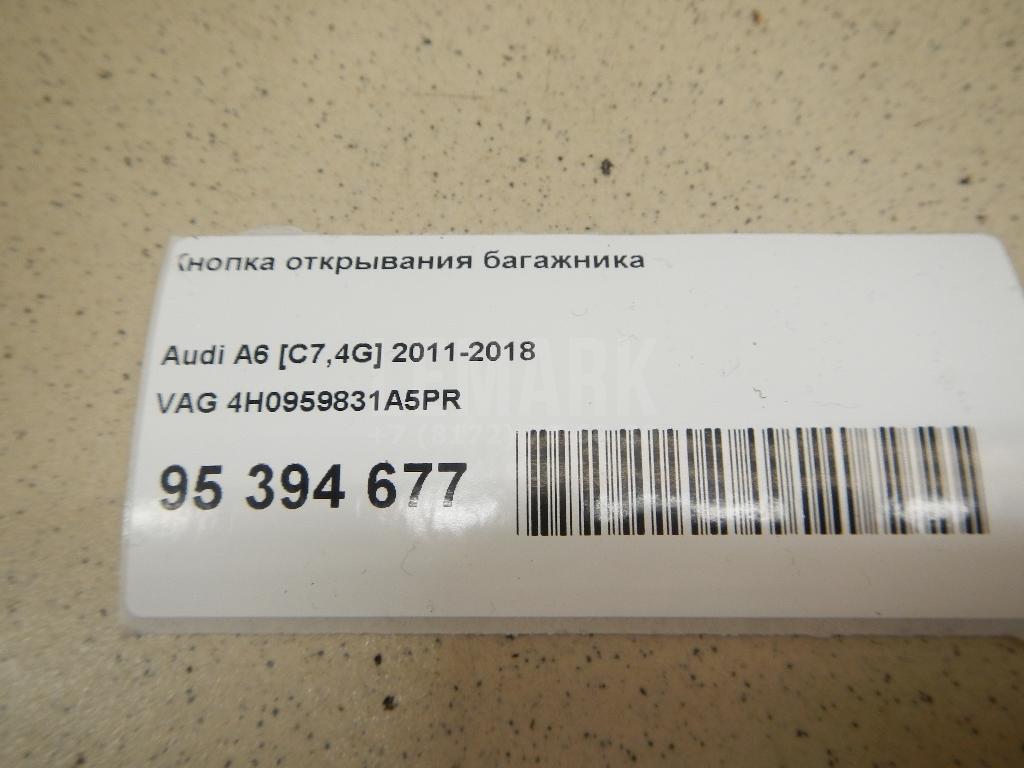 Кнопка открывания багажника
Audi A6 [C7,4G] 2011-2018
VAG 4H0959831A5PR
95 394 677